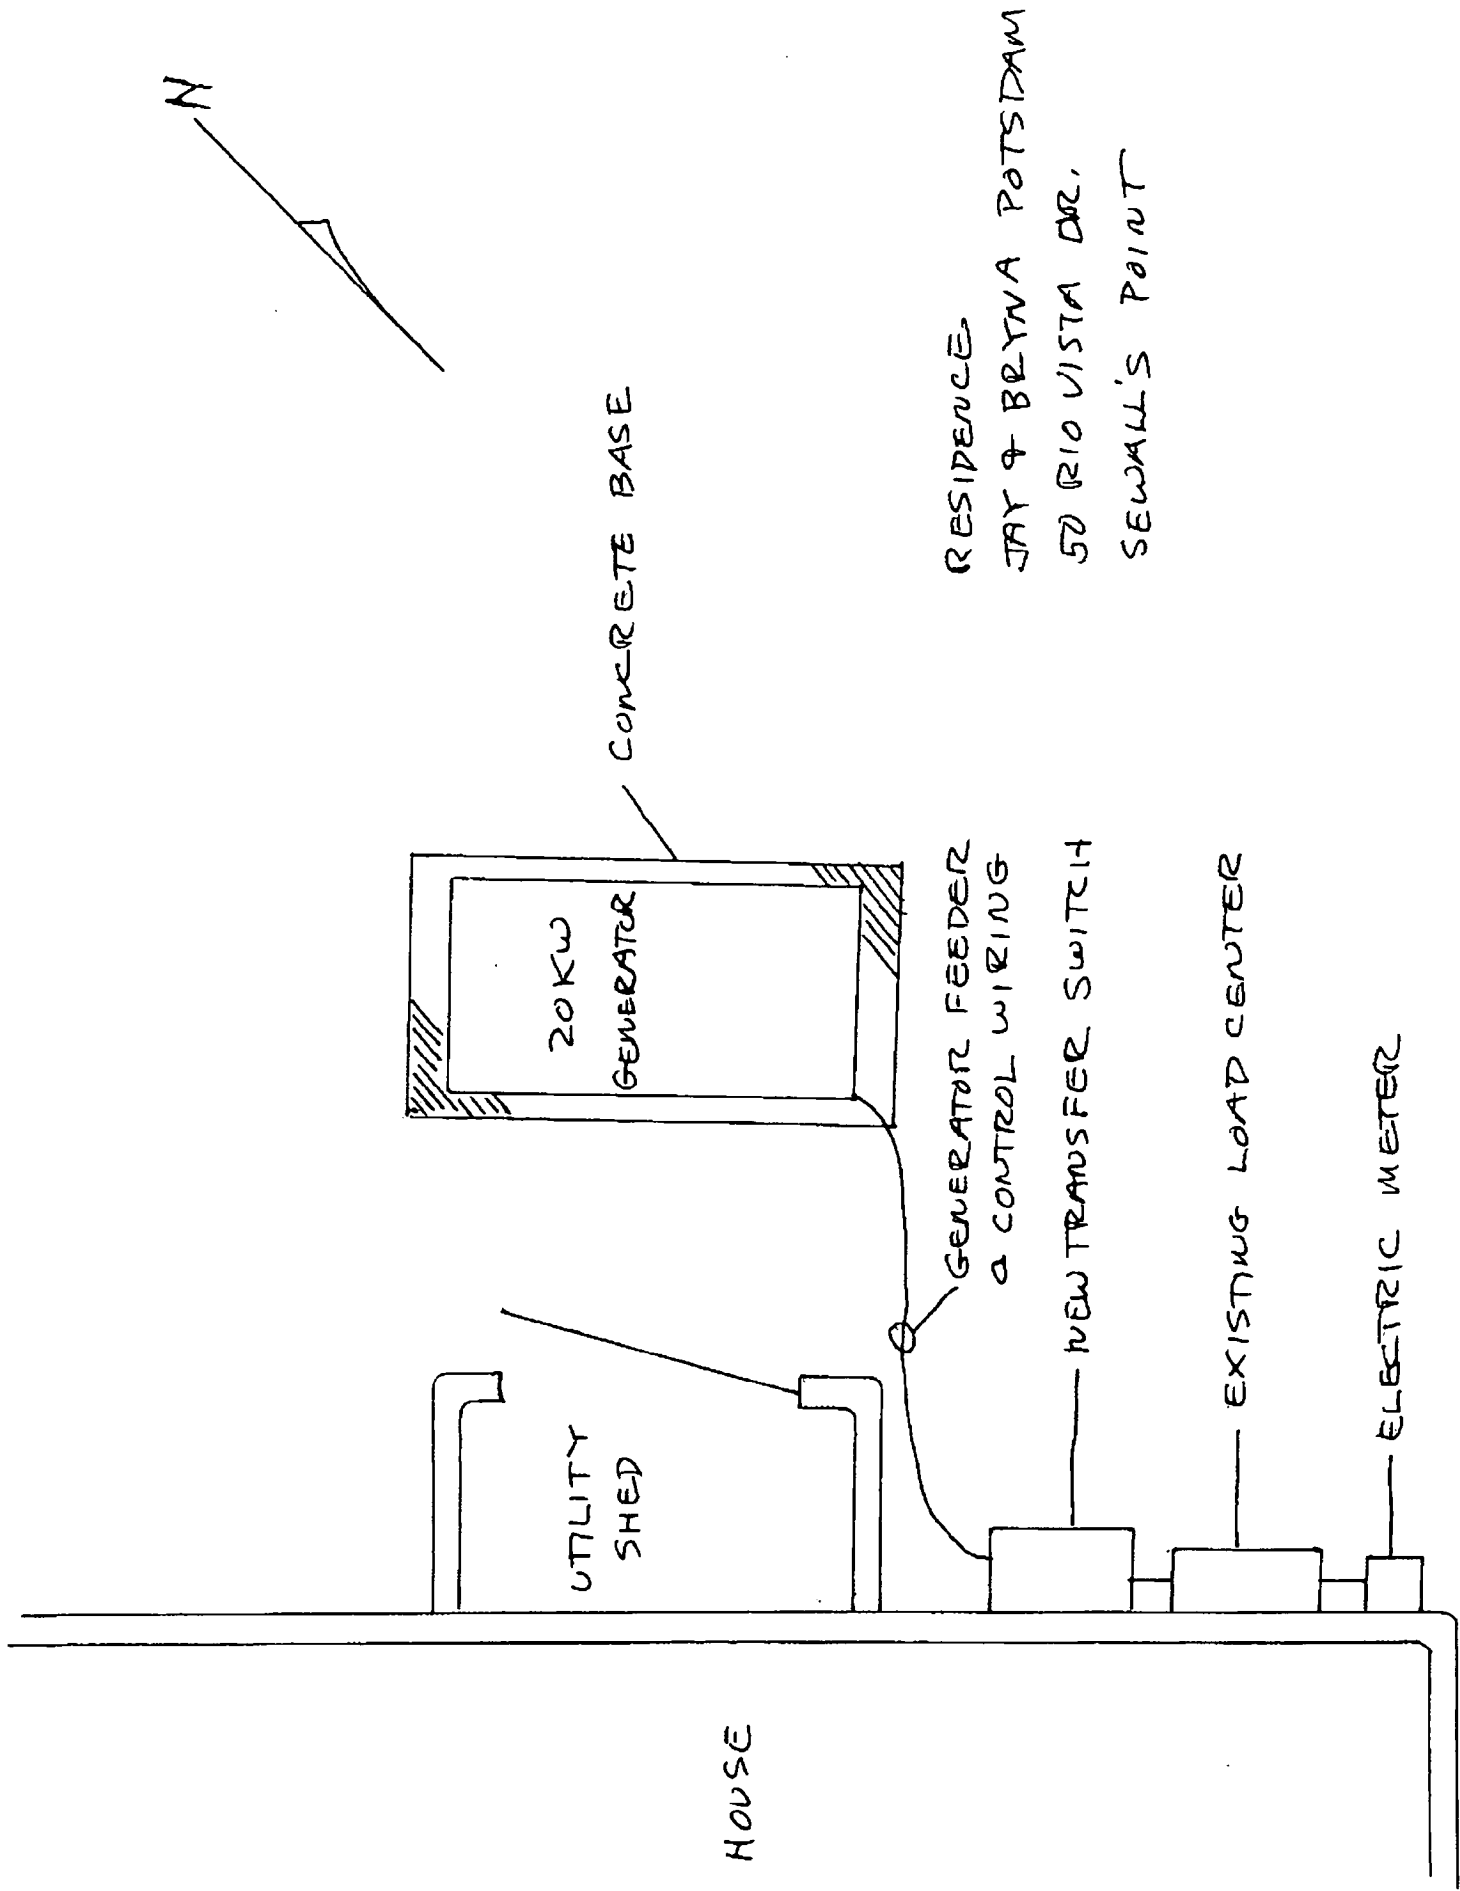 N
CONCRETE BASE
20KW
GENERATOR
UTILITY
SHED
HOUSE
GENERATOR FEEDER
& CONTROL WIRING
NEW TRANSFER SWITCH
EXISTING LOAD CENTER
ELECTRIC METER
RESIDENCE
JAY & BRYNA POTSDAM
50 RIO VISTA DR.
SEWALL'S POINT